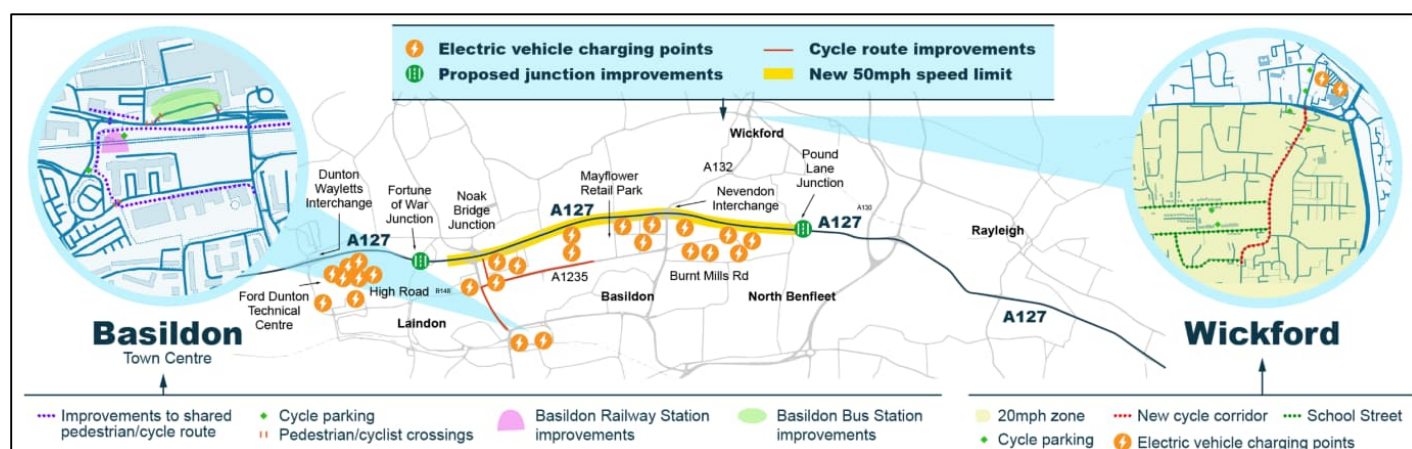 Electric vehicle charging points
Cycle route improvements
Proposed junction improvements
New 50mph speed limit
Wickford
A132
Pound
Lane
Junction
Dunton
Wayletts
Interchange
Fortune
of War
Junction
Noak
Bridge
Junction
Mayflower
Retail Park
Nevendon
Interchange
A127
A127
A127
A130
Rayleigh
Ford Dunton
Technical
Centre
High Road
B148
A1235
Burnt Mills Rd
Basildon
North Benfleet
Laindon
A127
Basildon
Town Centre
Wickford
Improvements to shared
pedestrian/cycle route
Cycle parking
Pedestrian/cyclist crossings
Basildon Railway Station
improvements
Basildon Bus Station
improvements
20mph zone
New cycle corridor
School Street
Cycle parking
Electric vehicle charging points